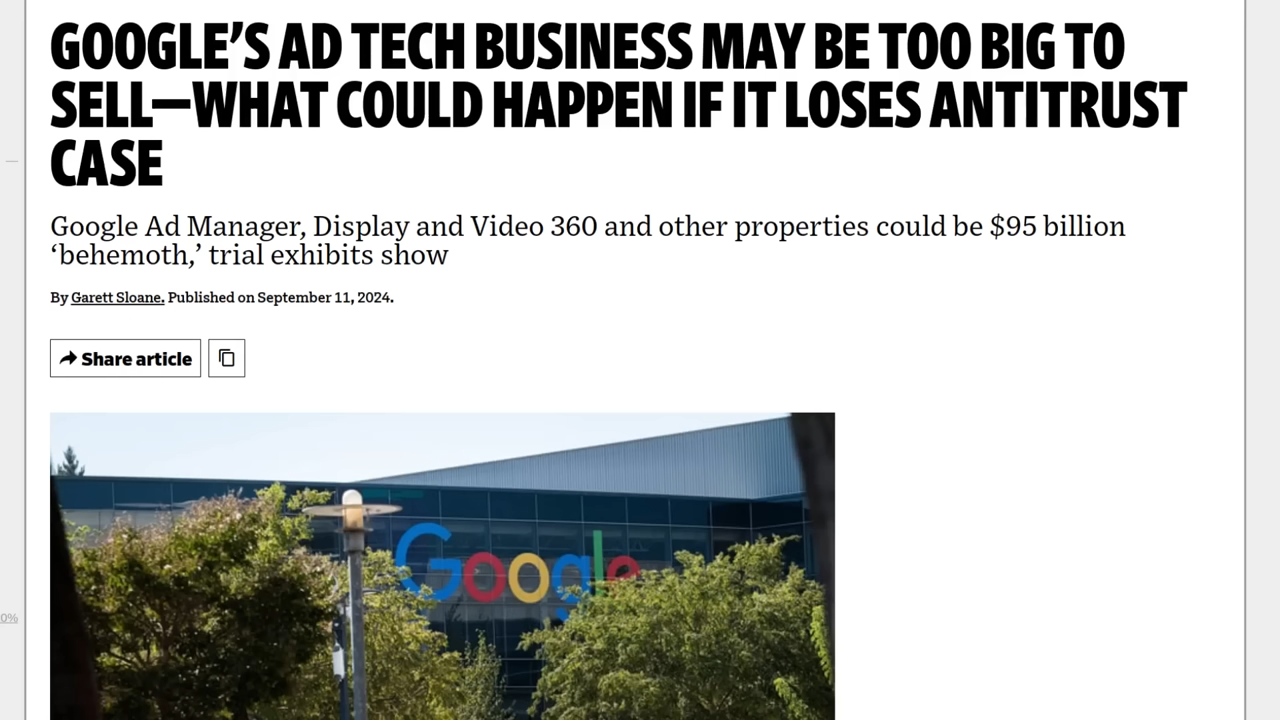 GOOGLE'S AD TECH BUSINESS MAY BE TOO BIG TO
SELL—WHAT COULD HAPPEN IF IT LOSES ANTITRUST
CASE
Google Ad Manager, Display and Video 360 and other properties could be $95 billion
‘behemoth,’ trial exhibits show
By Garett Sloane. Published on September 11, 2024.
Share article
Google
0%